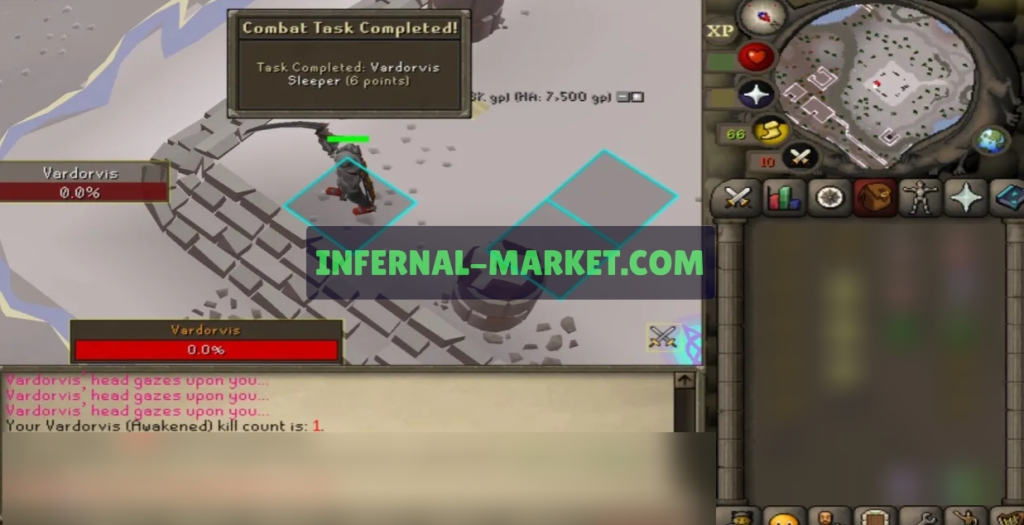 Combat Task Completed!
Task Completed: Vardorvis
Sleeper (6 points)
gp) (HA: 7,500 gp)
XP
Vardorvis
0.0%
66
10
INFERNAL-MARKET.COM
Vardorvis
0.0%
Vardorvis' head gazes upon you...
Vardorvis' head gazes upon you...
Vardorvis' head gazes upon you...
Your Vardorvis (Awakened) kill count is: 1.